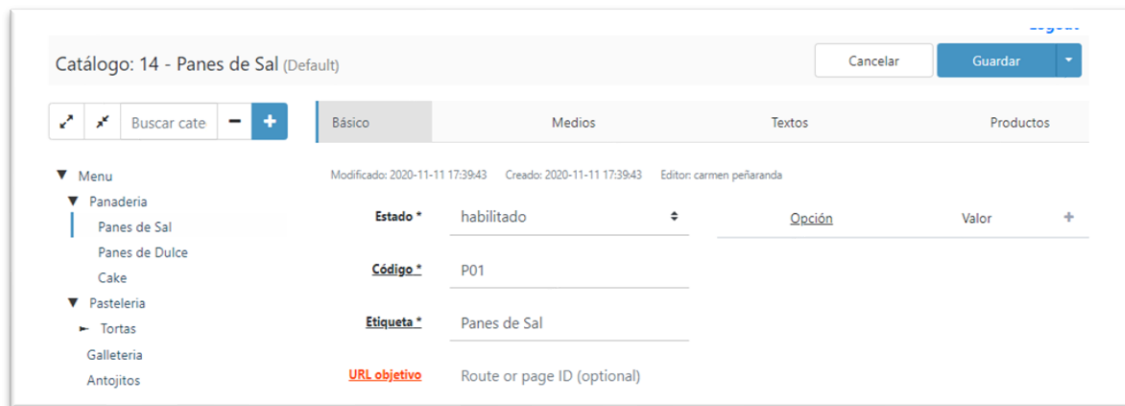 Catálogo: 14 - Panes de Sal (Default)
Cancelar
Guardar
Buscar cate
Básico
Medios
Textos
Productos
Menu
Panaderia
Panes de Sal
Panes de Dulce
Cake
Pasteleria
Tortas
Galleteria
Antojitos
Modificado: 2020-11-11 17:39:43 Creado: 2020-11-11 17:39:43 Editor: carmen peñaranda
Estado * habilitado
Código * P01
Etiqueta * Panes de Sal
URL objetivo Route or page ID (optional)
Opción Valor +